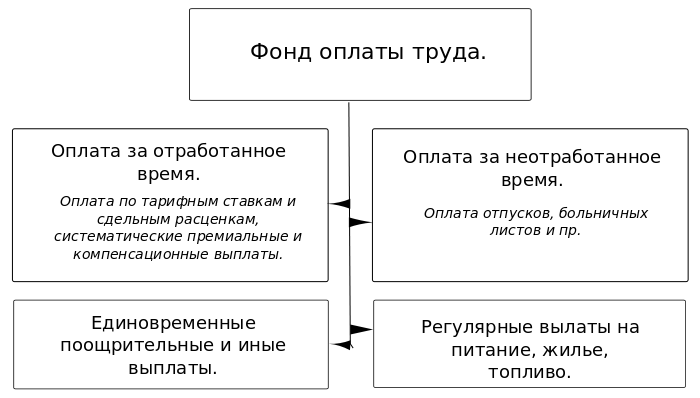 Фонд оплаты труда.
Оплата за отработанное
время.
Оплата по тарифным ставкам и
сдельным расценкам,
систематические премиальные и
компенсационные выплаты.
Оплата за неотработанное
время.
Оплата отпусков, больничных
листов и пр.
Единовременные
поощрительные и иные
выплаты.
Регулярные вылаты на
питание, жилье,
топливо.